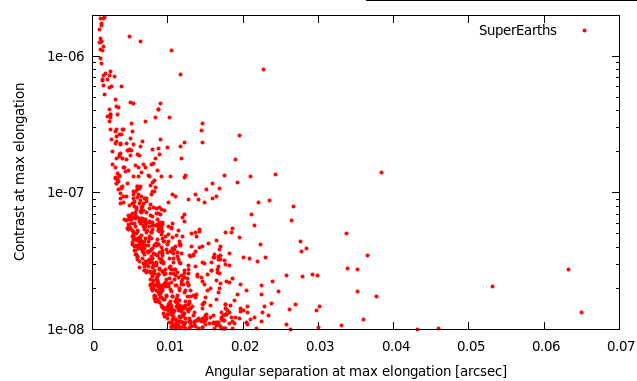 SuperEarths
1e-06
1e-07
1e-08
Contrast at max elongation
0 0.01 0.02 0.03 0.04 0.05 0.06 0.07
Angular separation at max elongation [arcsec]